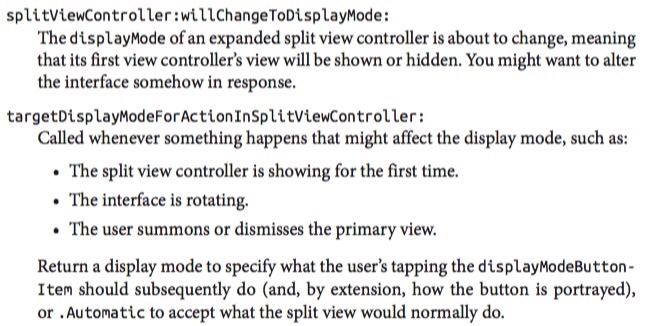 splitViewController:willChangeToDisplayMode:
The displayMode of an expanded split view controller is about to change, meaning
that its first view controller’s view will be shown or hidden. You might want to alter
the interface somehow in response.
targetDisplayModeForActionInSplitViewController:
Called whenever something happens that might affect the display mode, such as:
• The split view controller is showing for the first time.
• The interface is rotating.
• The user summons or dismisses the primary view.
Return a display mode to specify what the user’s tapping the displayModeButton-
Item should subsequently do (and, by extension, how the button is portrayed),
or .Automatic to accept what the split view would normally do.